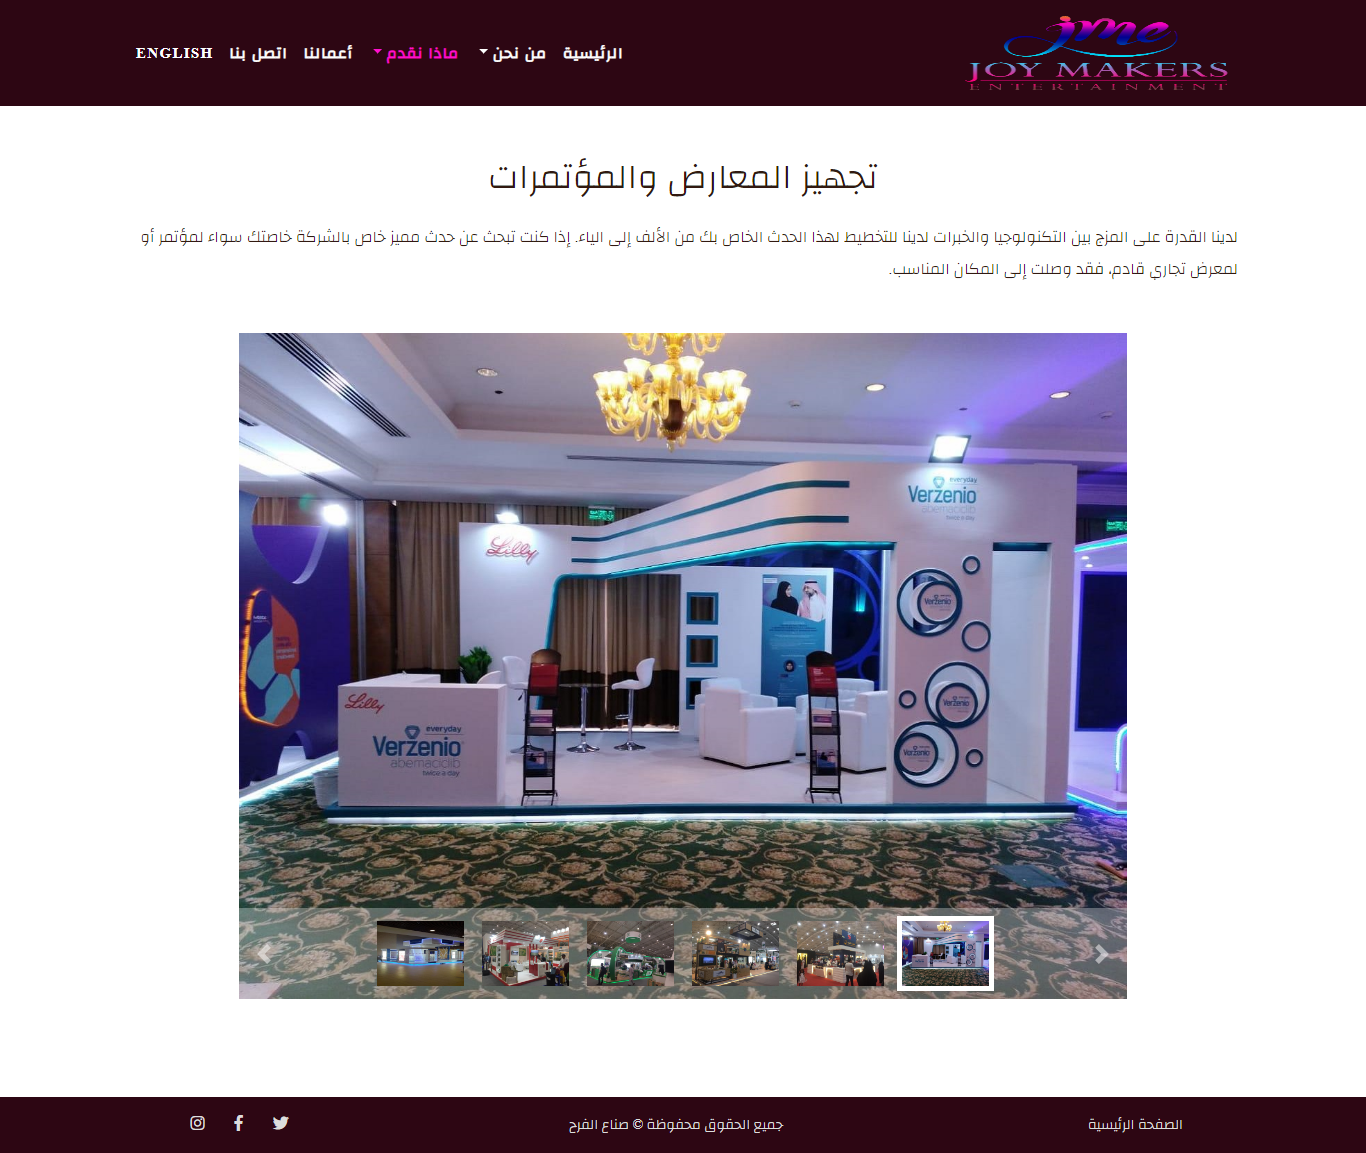 jmc
JOY MAKERS
ENTERTAINMENT
الرئيسية
من نحن
ماذا نقدم
أعمالنا
اتصل بنا
ENGLISH
تجهيز المعارض والمؤتمرات
لدينا القدرة على المزج بين التكنولوجيا والخبرات لدينا للتخطيط لهذا الحدث الخاص بك من الألف إلى الياء. إذا كنت تبحث عن حدث مميز خاص بالشركة خاصتك سواء لمؤتمر أو
لمعرض تجاري قادم، فقد وصلت إلى المكان المناسب.
everyday
Verzenio
abemaciclib
twice a day
Lilly
Verzenio
Verzenio
Verzenio
Lilly
everyday
Verzenio
abemaciclib
twice a day
الصفحة الرئيسية
جميع الحقوق محفوظة © صناع الفرح